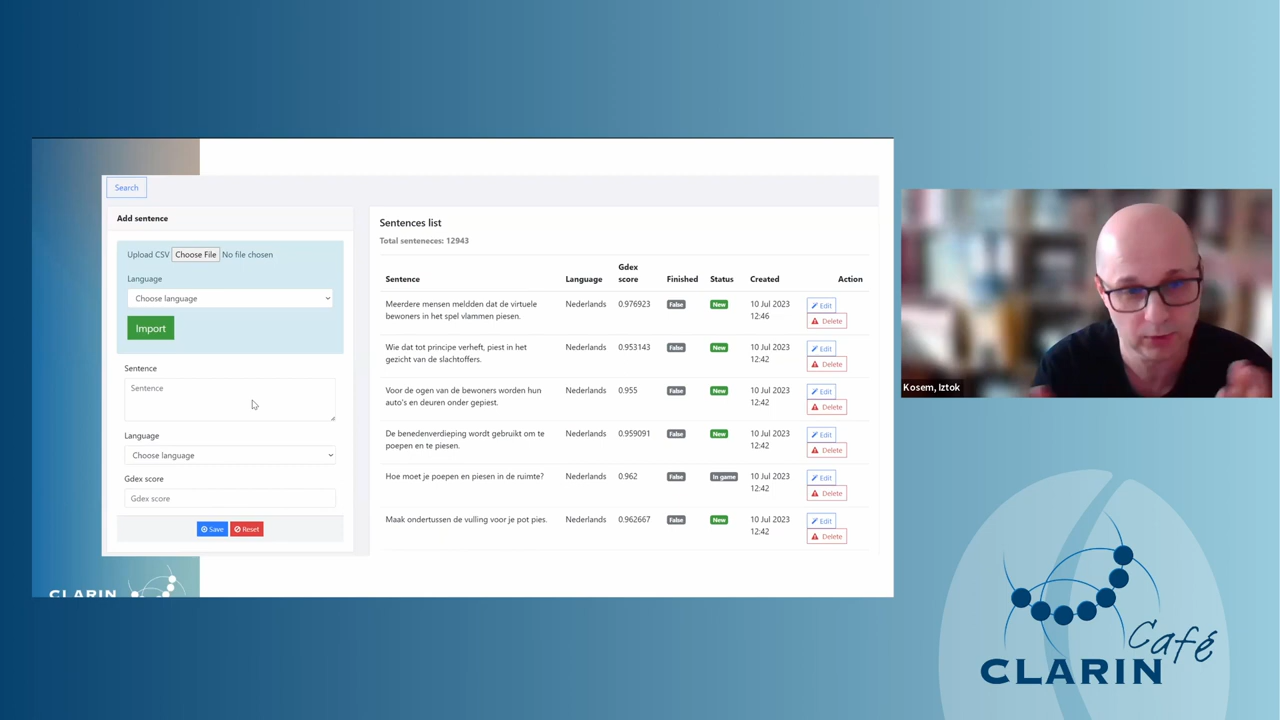 Search
Add sentence
Upload CSV Choose File No file chosen
Language
Choose language
Import
Sentence
Sentence
Language
Choose language
Gdex score
Gdex score
Save Reset
Sentences list
Total senteneces: 12943
Sentence Language Gdex score Finished Status Created Action
Meerdere mensen meldden dat de virtuele Nederlands 0.976923 False New 10 Jul 2023 Edit
bewoners in het spel vlammen piesen. 12:46 Delete
Wie dat tot principe verheft, piest in het Nederlands 0.953143 False New 10 Jul 2023 Edit
gezicht van de slachtoffers. 12:42 Delete
Voor de ogen van de bewoners worden hun Nederlands 0.955 False New 10 Jul 2023 Edit
auto's en deuren onder gepiest. 12:42 Delete
De benedenverdieping wordt gebruikt om te Nederlands 0.959091 False New 10 Jul 2023 Edit
poepen en te piesen. 12:42 Delete
Hoe moet je poepen en piesen in de ruimte? Nederlands 0.962 False In game 10 Jul 2023 Edit
12:42 Delete
Maak ondertussen de vulling voor je pot pies. Nederlands 0.962667 False New 10 Jul 2023 Edit
12:42 Delete
CLARIN
Kosem, Iztok
Café
CLARIN